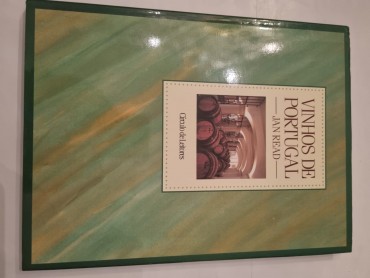 VINHOS DE
PORTUGAL
JAN READ
Círculo de Leitores